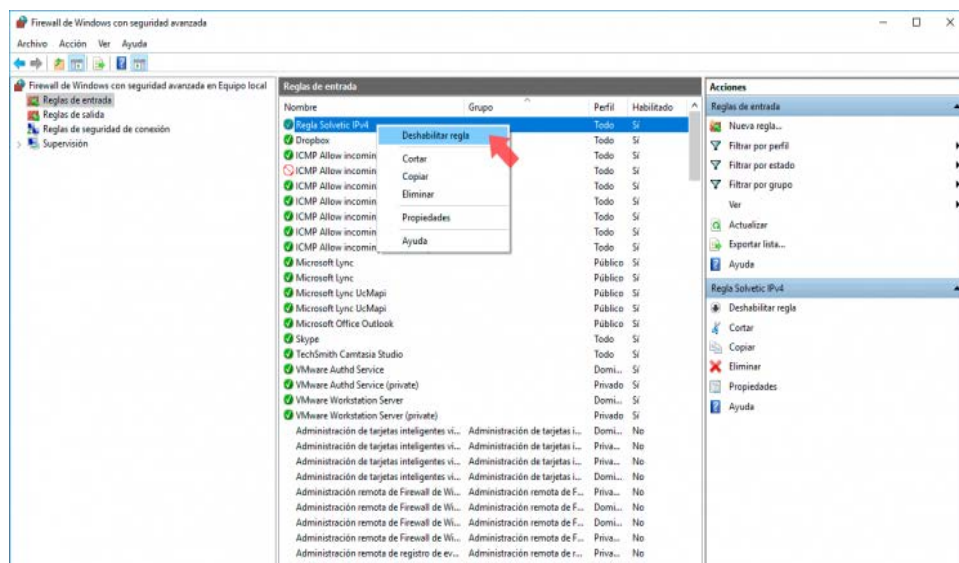 Firewall de Windows con seguridad avanzada
Archivo Acción Ver Ayuda
Firewall de Windows con seguridad avanzada en Equipo local
Reglas de entrada
Reglas de salida
Reglas de seguridad de conexión
Supervisión
Reglas de entrada
Nombre Grupo Perfil Habilitado
Regla Solvetic IPv4 Todo Sí
Dropbox Todo Sí
ICMP Allow incomin Todo Sí
ICMP Allow incomin Todo Sí
ICMP Allow incomin Todo Sí
ICMP Allow incomin Todo Sí
ICMP Allow incomin Todo Sí
ICMP Allow incomin Todo Sí
ICMP Allow incomin Todo Sí
Microsoft Lync Público Sí
Microsoft Lync Público Sí
Microsoft Lync UcMapi Público Sí
Microsoft Lync UcMapi Público Sí
Microsoft Office Outlook Público Sí
Skype Todo Sí
TechSmith Camtasia Studio Todo Sí
VMware Authd Service Domi... Sí
VMware Authd Service (private) Privado Sí
VMware Workstation Server Domi... Sí
VMware Workstation Server (private) Privado Sí
Administración de tarjetas inteligentes vi... Administración de tarjetas i... Domi... No
Administración de tarjetas inteligentes vi... Administración de tarjetas i... Priva... No
Administración de tarjetas inteligentes vi... Administración de tarjetas i... Priva... No
Administración de tarjetas inteligentes vi... Administración de tarjetas i... Domi... No
Administración remota de Firewall de Wi... Administración remota de F... Priva... No
Administración remota de Firewall de Wi... Administración remota de F... Domi... No
Administración remota de Firewall de Wi... Administración remota de F... Domi... No
Administración remota de Firewall de Wi... Administración remota de F... Priva... No
Administración remota de registro de ev... Administración remota de r... Priva... No
Deshabilitar regla
Cortar
Copiar
Eliminar
Propiedades
Ayuda
Acciones
Reglas de entrada
Nueva regla...
Filtrar por perfil
Filtrar por estado
Filtrar por grupo
Ver
Actualizar
Exportar lista...
Ayuda
Regla Solvetic IPv4
Deshabilitar regla
Cortar
Copiar
Eliminar
Propiedades
Ayuda